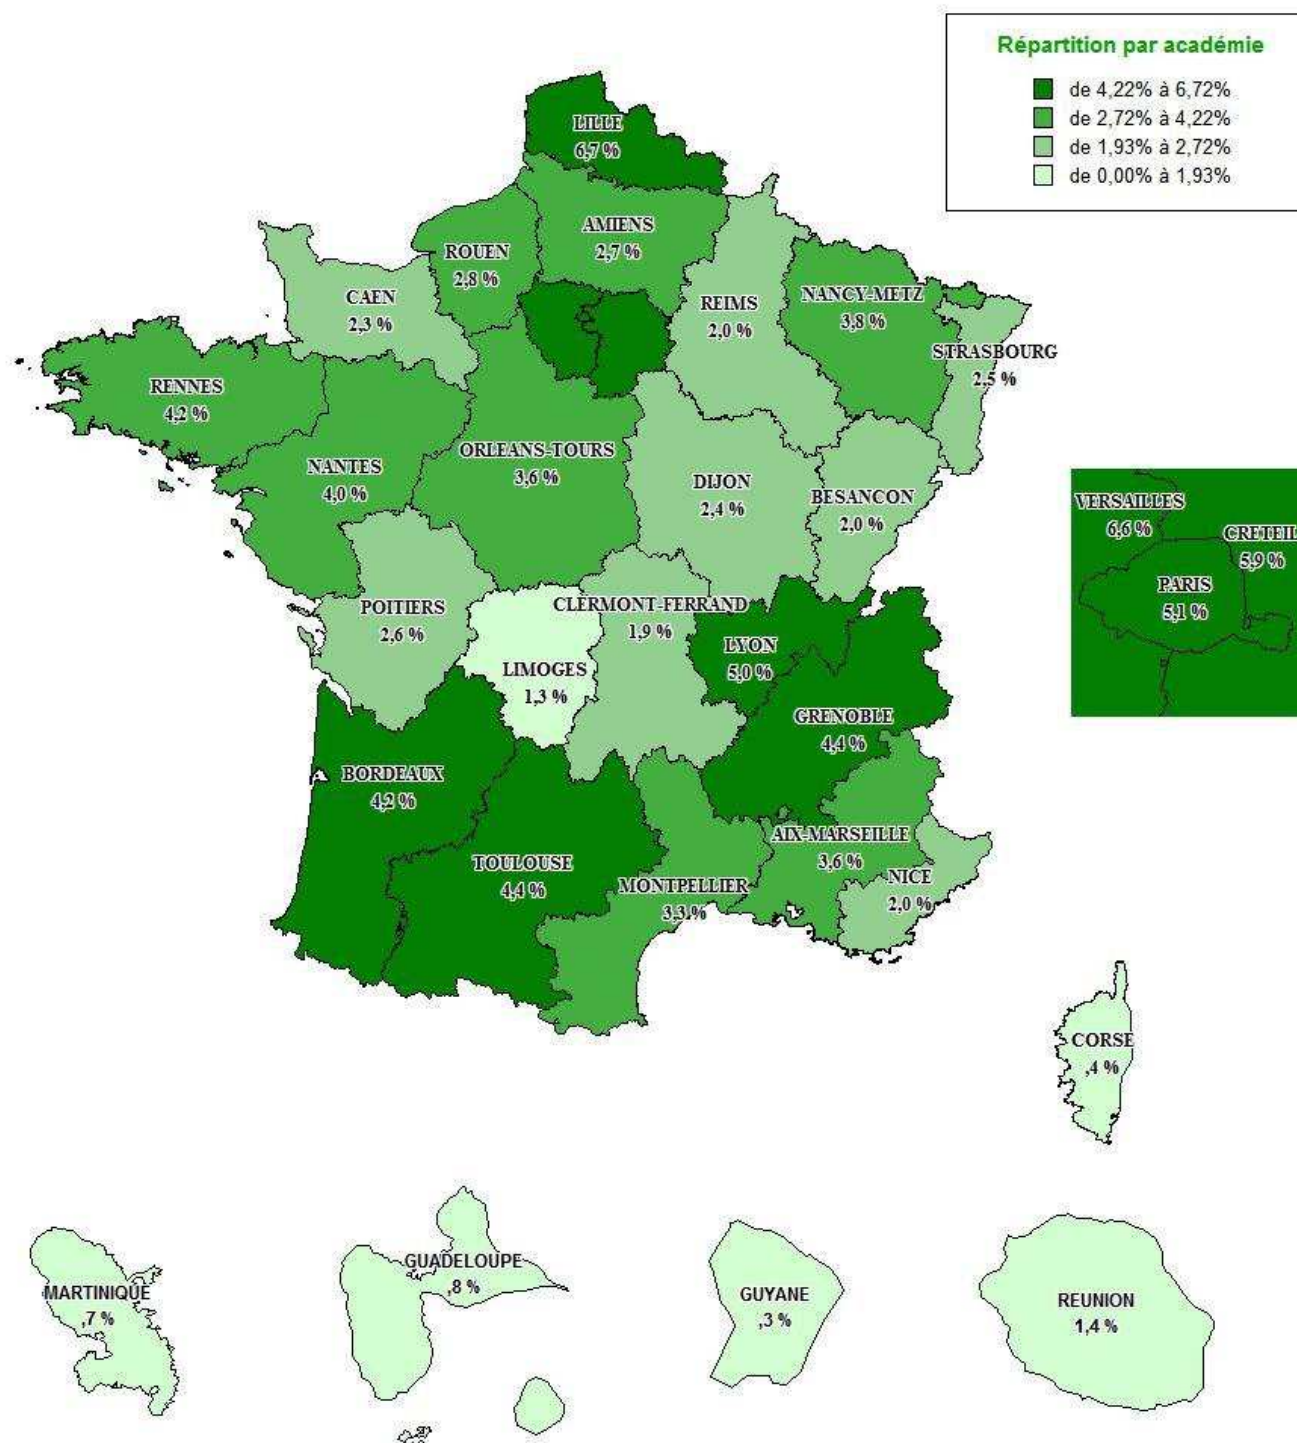 Répartition par académie
de 4,22% à 6,72%
de 2,72% à 4,22%
de 1,93% à 2,72%
de 0,00% à 1,93%
LILLE
6,7 %
AMIENS
2,7 %
ROUEN
2,8 %
CAEN
2,3 %
REIMS
2,0 %
NANCY-METZ
3,8 %
STRASBOURG
2,5 %
RENNES
4,2 %
NANTES
4,0 %
ORLEANS-TOURS
3,6 %
DIJON
2,4 %
BESANCON
2,0 %
VERSAILLES
6,6 %
CRETEIL
5,9 %
PARIS
5,1 %
POITIERS
2,6 %
LIMOGES
1,3 %
CLERMONT-FERRAND
1,9 %
LYON
5,0 %
GRENOBLE
4,4 %
BORDEAUX
4,2 %
TOULOUSE
4,4 %
MONTPELLIER
3,3 %
AIX-MARSEILLE
3,6 %
NICE
2,0 %
CORSE
,4 %
MARTINIQUE
,7 %
GUADELOUPE
,8 %
GUYANE
,3 %
REUNION
1,4 %